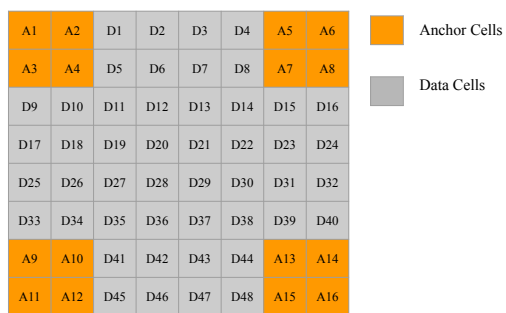 A1 A2 D1 D2 D3 D4 A5 A6 Anchor Cells
A3 A4 D5 D6 D7 D8 A7 A8 Data Cells
D9 D10 D11 D12 D13 D14 D15 D16
D17 D18 D19 D20 D21 D22 D23 D24
D25 D26 D27 D28 D29 D30 D31 D32
D33 D34 D35 D36 D37 D38 D39 D40
A9 A10 D41 D42 D43 D44 A13 A14
A11 A12 D45 D46 D47 D48 A15 A16